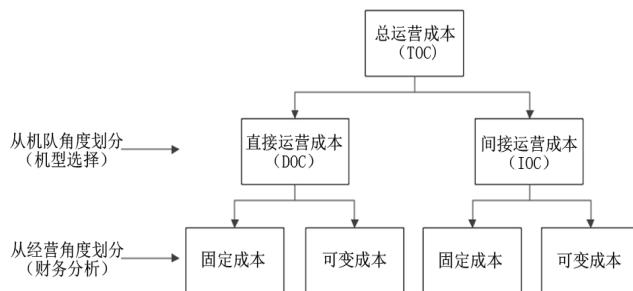 总运营成本
（TOC)
从机队角度划分
（机型选择）
直接运营成本
（DOC）
间接运营成本
（IOC）
从经营角度划分
（财务分析）
固定成本
可变成本
固定成本
可变成本